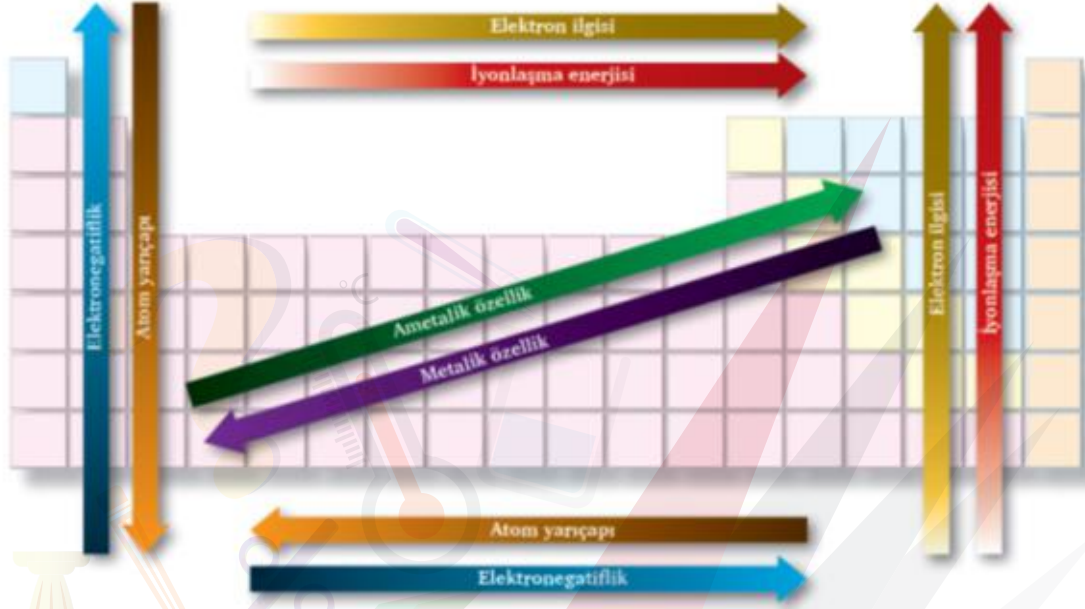 Elektron ilgisi
İyonlaşma enerjisi
Elektronegatiflik
Atom yarıçapı
Ametalik özellik
Metalik özellik
Elektron ilgisi
İyonlaşma enerjisi
Atom yarıçapı
Elektronegatiflik